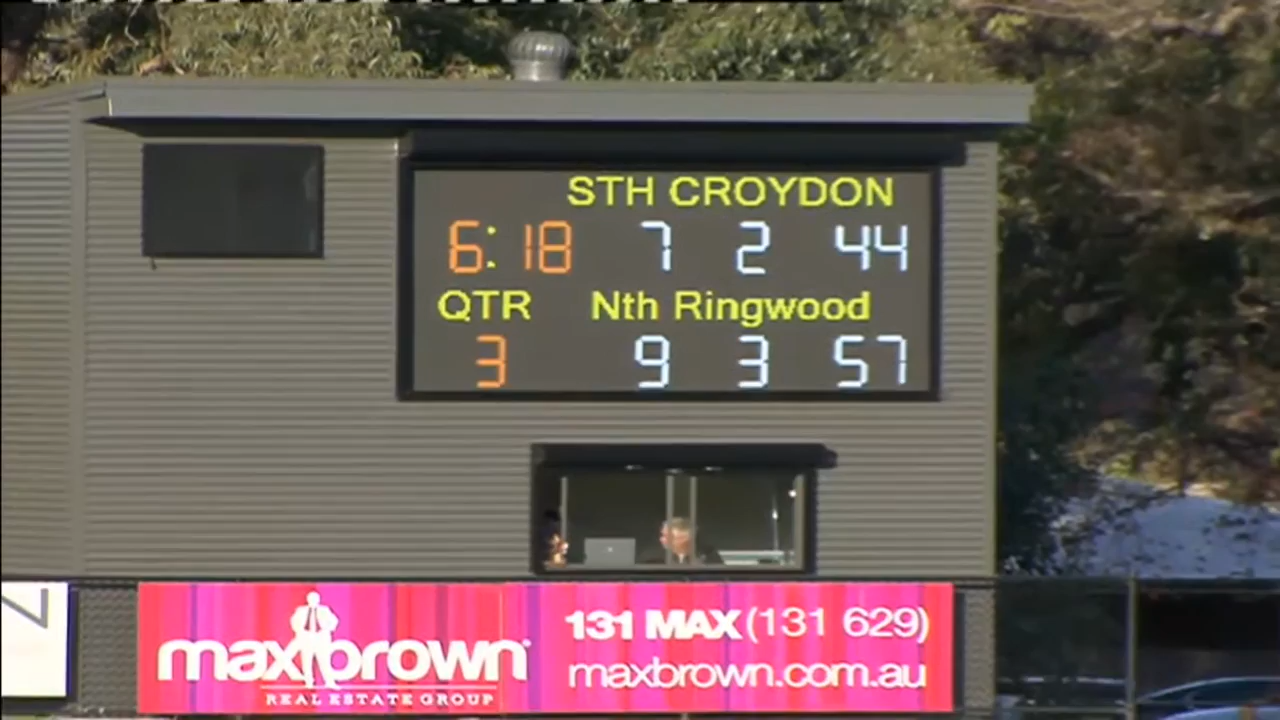 STH CROYDON
6:18 7 2 44
QTR Nth Ringwood
3 9 3 57
maxbrown
REAL ESTATE GROUP
131 MAX (131 629)
maxbrown.com.au